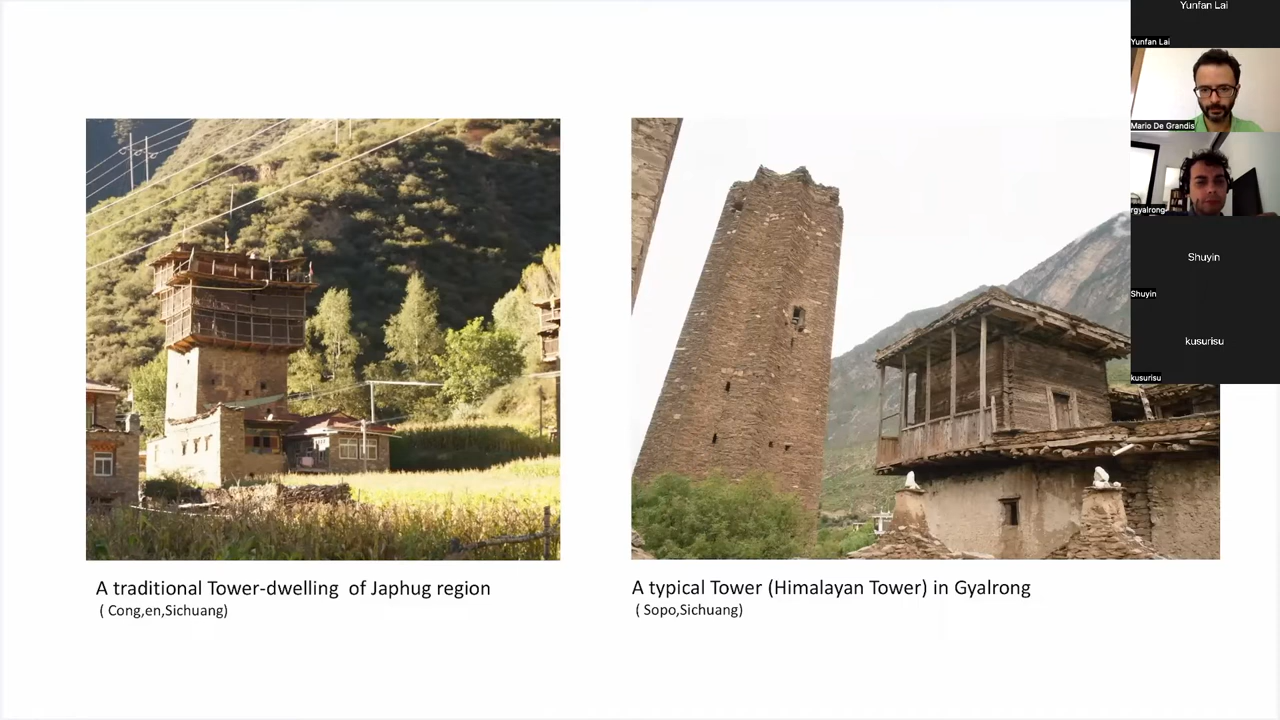 Yunfan Lai
Yunfan Lai
Mario De Grandis
rgyalrong
Shuyin
Shuyin
kusurisu
kusurisu
A traditional Tower-dwelling of Japhug region
( Cong,en,Sichuang)
A typical Tower (Himalayan Tower) in Gyalrong
( Sopo,Sichuang)